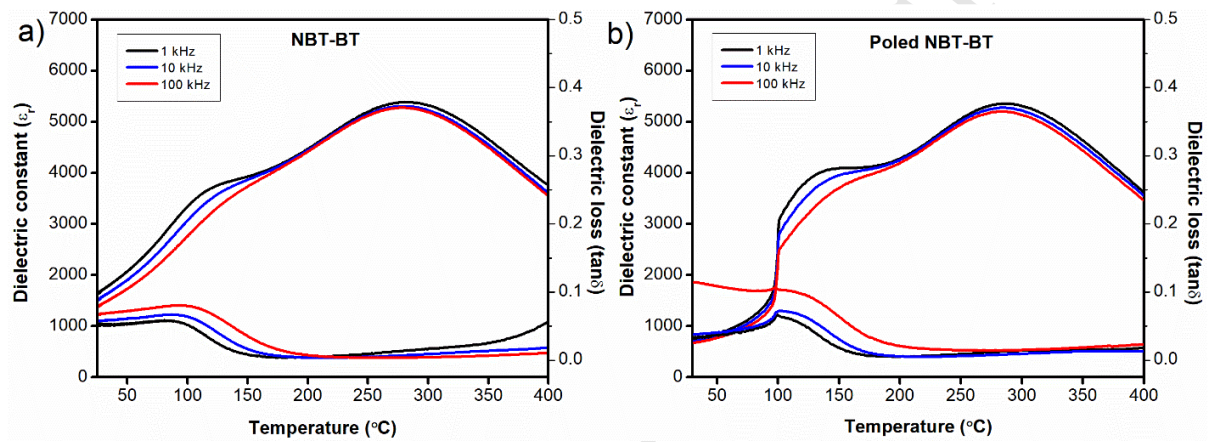 a)
NBT-BT
1 kHz
10 kHz
100 kHz
7000
6000
5000
4000
3000
2000
1000
0
Dielectric constant (εr)
0.5
0.4
0.3
0.2
0.1
0.0
Dielectric loss (tanδ)
50 100 150 200 250 300 350 400
Temperature (°C)
b)
Poled NBT-BT
1 kHz
10 kHz
100 kHz
7000
6000
5000
4000
3000
2000
1000
0
Dielectric constant (εr)
0.5
0.4
0.3
0.2
0.1
0.0
Dielectric loss (tanδ)
50 100 150 200 250 300 350 400
Temperature (°C)